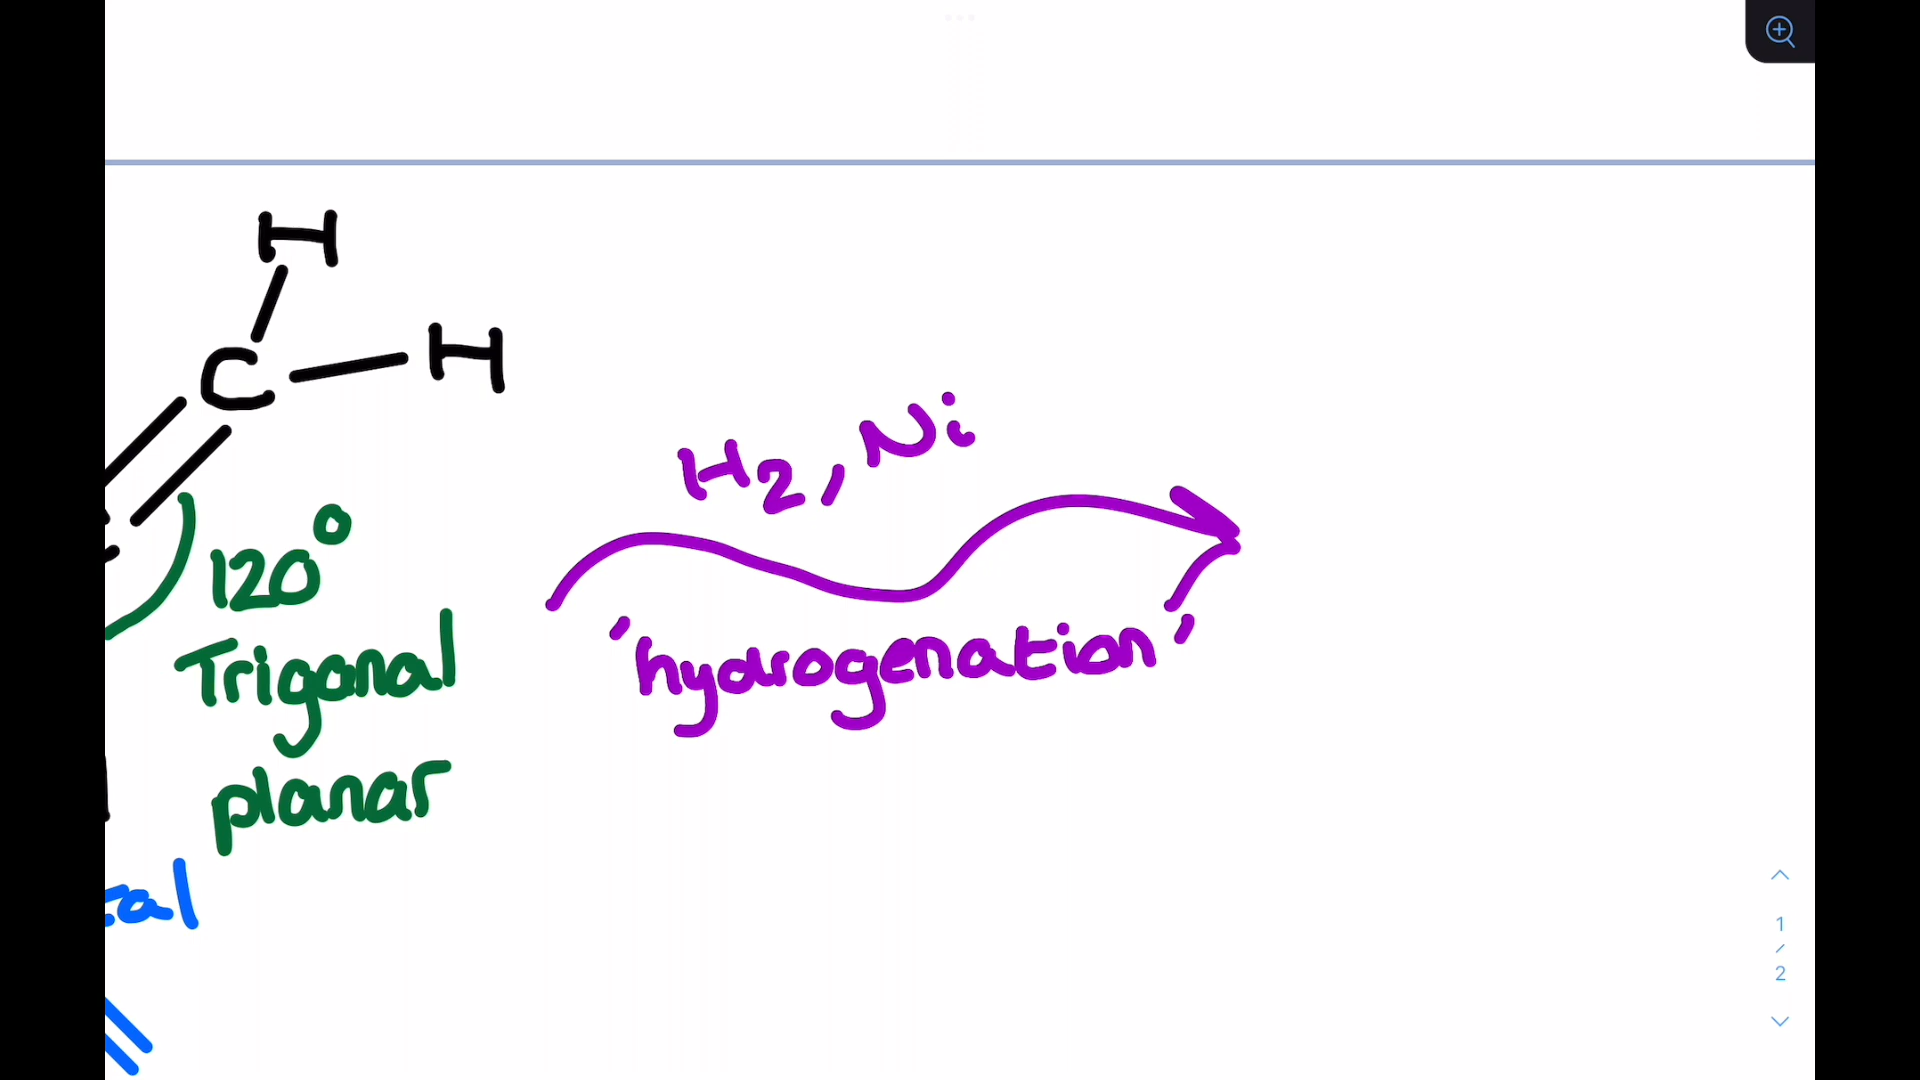 H
C H
H2, Ni
120°
'hydrogenation'
Trigonal
planar
1
/
2